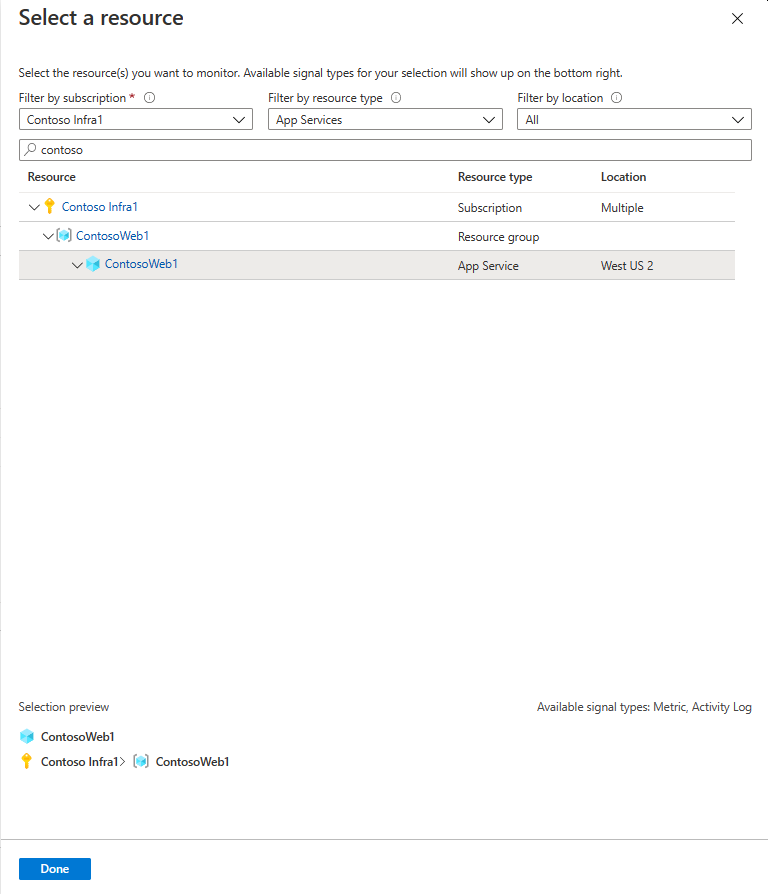 Select a resource
Select the resource(s) you want to monitor. Available signal types for your selection will show up on the bottom right.
Filter by subscription * Filter by resource type Filter by location
Contoso Infra1 App Services All
contoso
Resource Resource type Location
Contoso Infra1 Subscription Multiple
ContosoWeb1 Resource group
ContosoWeb1 App Service West US 2
Selection preview Available signal types: Metric, Activity Log
ContosoWeb1
Contoso Infra1> ContosoWeb1
Done